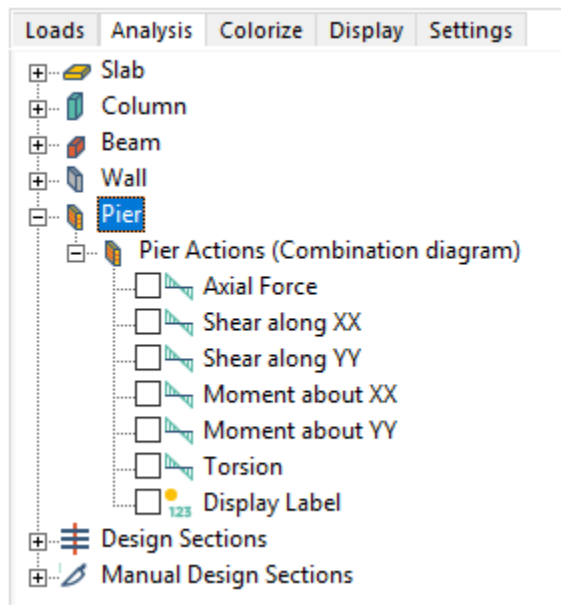 Loads Analysis Colorize Display Settings
Slab
Column
Beam
Wall
Pier
Pier Actions (Combination diagram)
Axial Force
Shear along XX
Shear along YY
Moment about XX
Moment about YY
Torsion
123 Display Label
Design Sections
Manual Design Sections